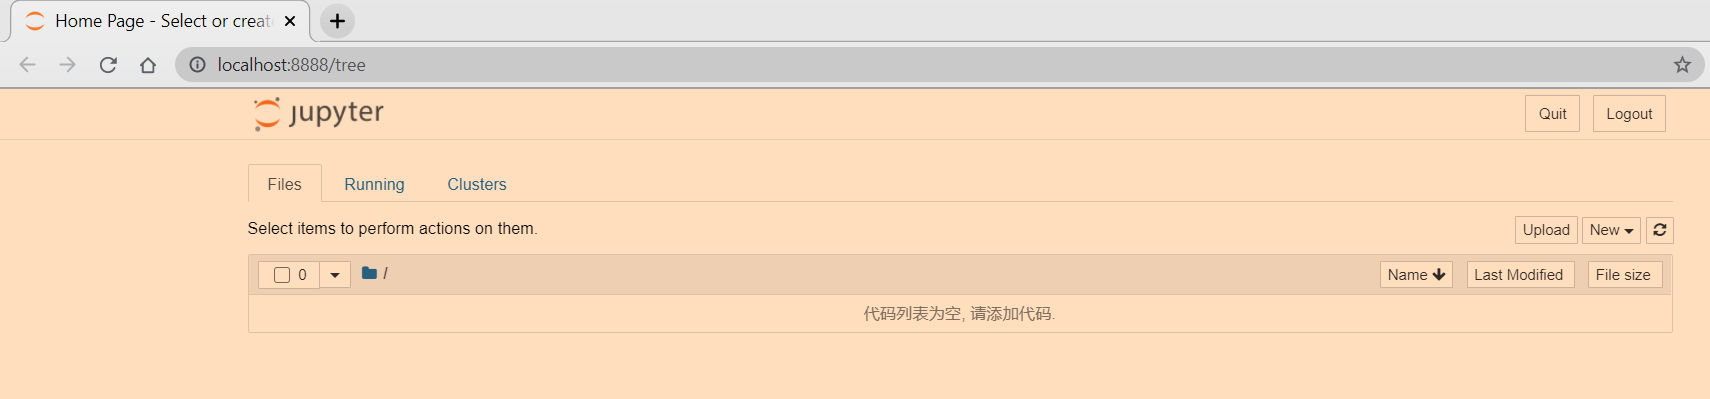 Home Page - Select or creat
localhost:8888/tree
jupyter
Quit Logout
Files Running Clusters
Select items to perform actions on them.
Upload New
0 / Name Last Modified File size
代码列表为空, 请添加代码.